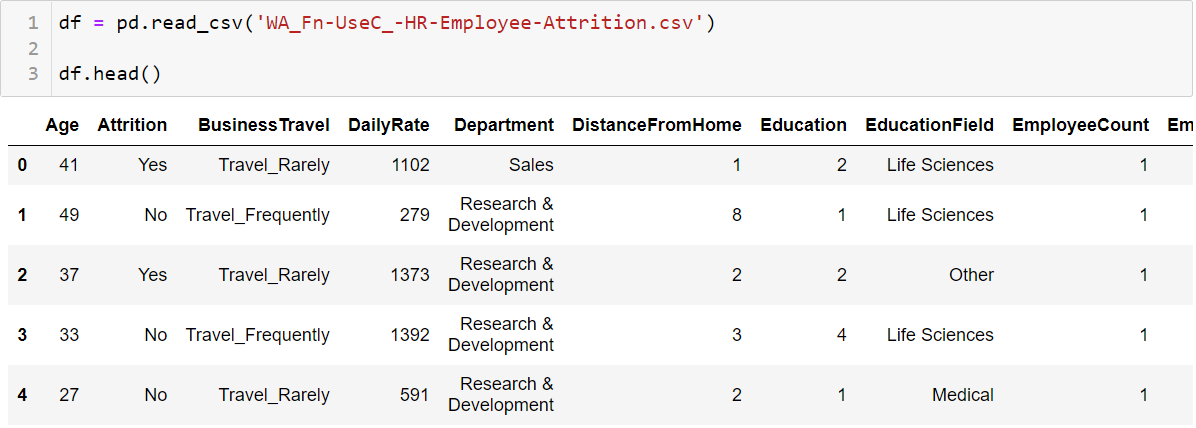 1 df = pd.read_csv('WA_Fn-UseC_-HR-Employee-Attrition.csv')
2
3 df.head()
Age Attrition BusinessTravel DailyRate Department DistanceFromHome Education EducationField EmployeeCount Em
0 41 Yes Travel_Rarely 1102 Sales 1 2 Life Sciences 1
1 49 No Travel_Frequently 279 Research & Development 8 1 Life Sciences 1
2 37 Yes Travel_Rarely 1373 Research & Development 2 2 Other 1
3 33 No Travel_Frequently 1392 Research & Development 3 4 Life Sciences 1
4 27 No Travel_Rarely 591 Research & Development 2 1 Medical 1